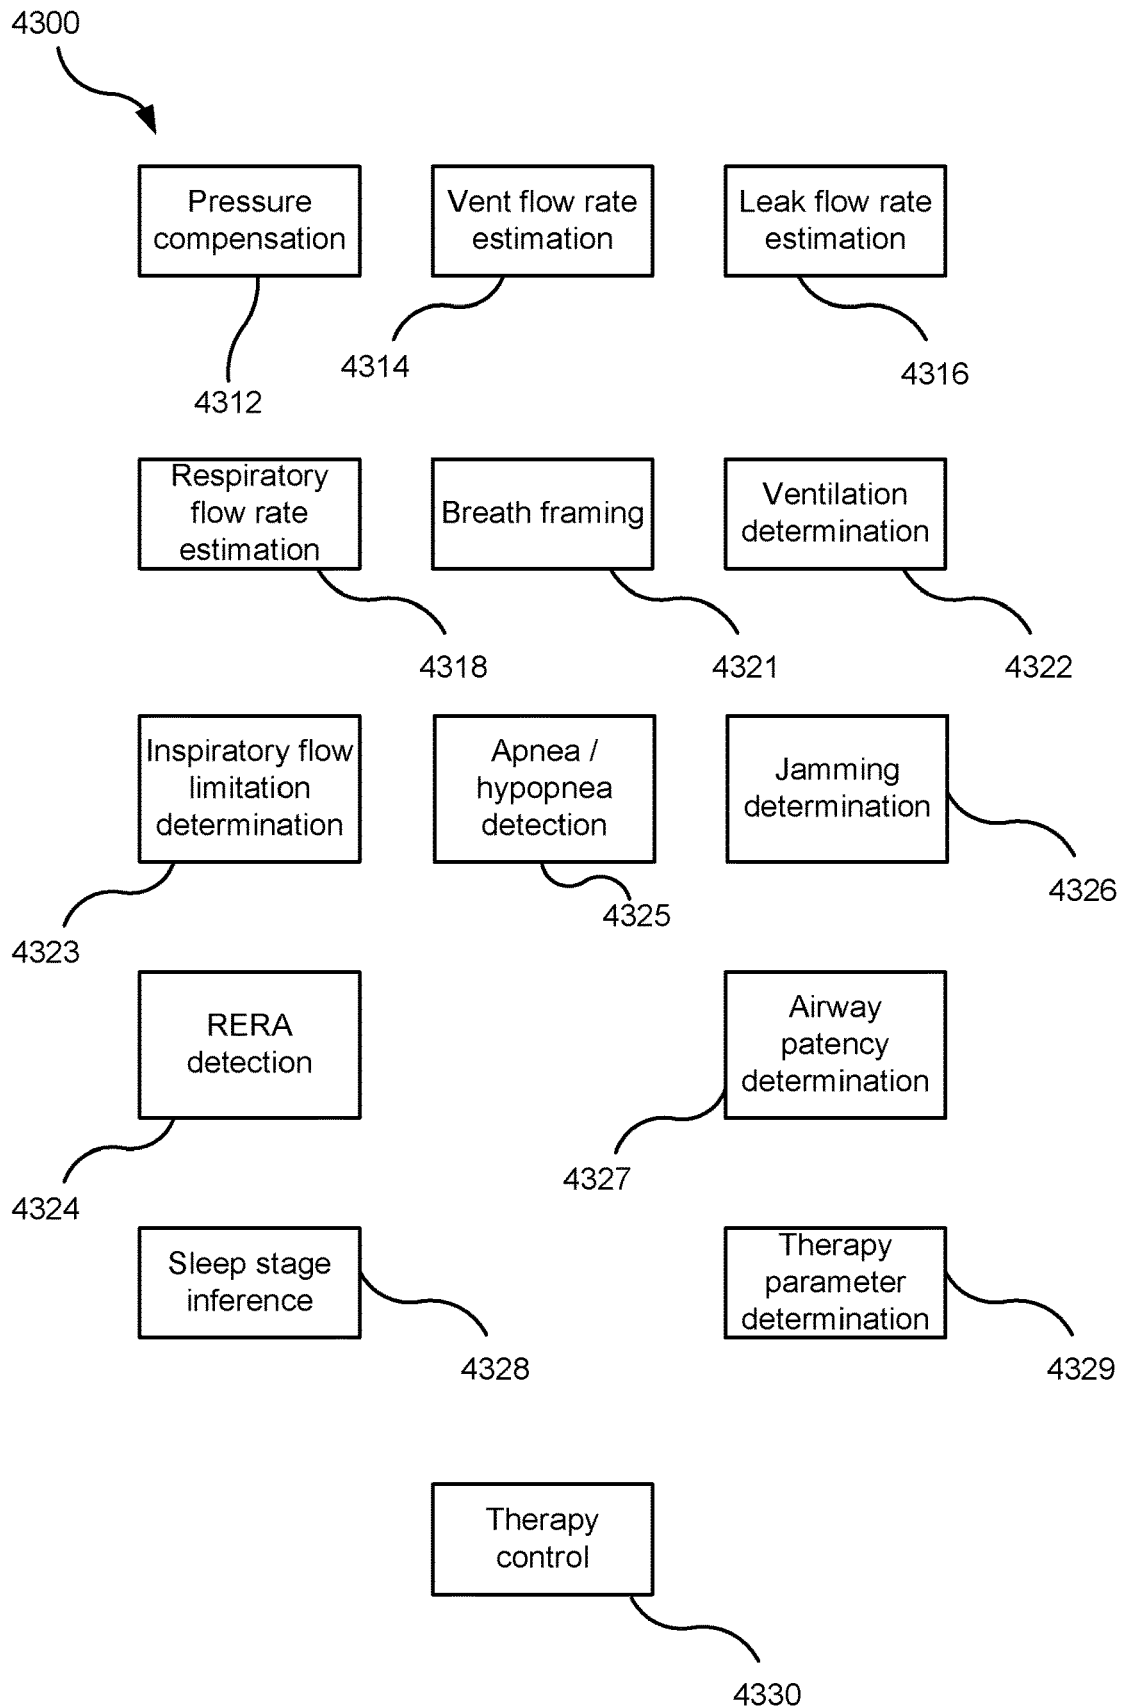 4300
Pressure
compensation
Vent flow rate
estimation
Leak flow rate
estimation
4312
4314
4316
Respiratory
flow rate
estimation
Breath framing
Ventilation
determination
4318
4321
4322
Inspiratory flow
limitation
determination
Apnea /
hypopnea
detection
Jamming
determination
4323
4325
4326
RERA
detection
Airway
patency
determination
4324
4327
Sleep stage
inference
Therapy
parameter
determination
4328
4329
Therapy
control
4330